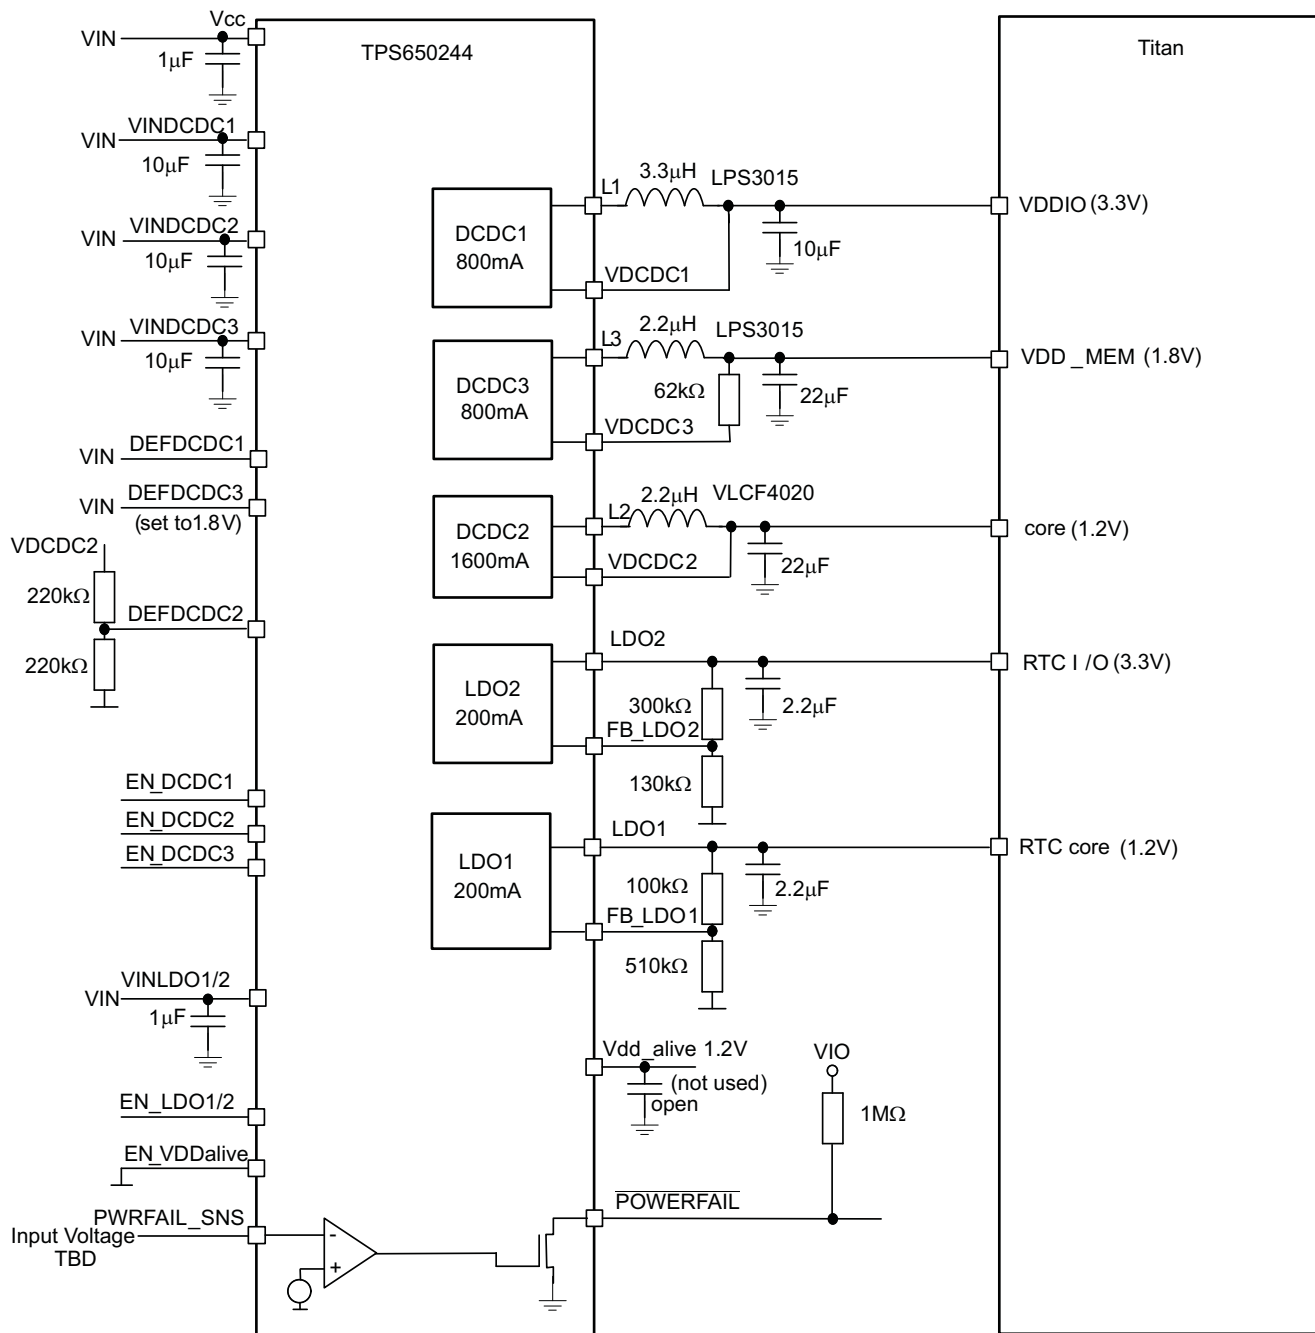 Vcc
VIN
1μF
TPS650244
Titan
VINDCDC1
VIN
10μF
VINDCDC2
VIN
10μF
VINDCDC3
VIN
10μF
DEFDCDC1
VIN
DEFDCDC3
VIN
(set to1.8V)
VDCDC2
220kΩ
DEFDCDC2
220kΩ
EN_DCDC1
EN_DCDC2
EN_DCDC3
VINLDO1/2
VIN
1μF
EN_LDO1/2
EN_VDDalive
PWRFAIL_SNS
Input Voltage
TBD
-
+
DCDC1
800mA
L1
3.3μH
LPS3015
10μF
VDCDC1
VDDIO (3.3V)
DCDC3
800mA
L3
2.2μH
LPS3015
62kΩ
22μF
VDCDC3
VDD_MEM (1.8V)
DCDC2
1600mA
L2
2.2μH
VLCF4020
22μF
VDCDC2
core (1.2V)
LDO2
200mA
LDO2
300kΩ
2.2μF
FB_LDO2
130kΩ
RTC I/O (3.3V)
LDO1
200mA
LDO1
100kΩ
2.2μF
FB_LDO1
510kΩ
RTC core (1.2V)
Vdd_alive 1.2V
(not used)
open
VIO
1MΩ
POWERFAIL